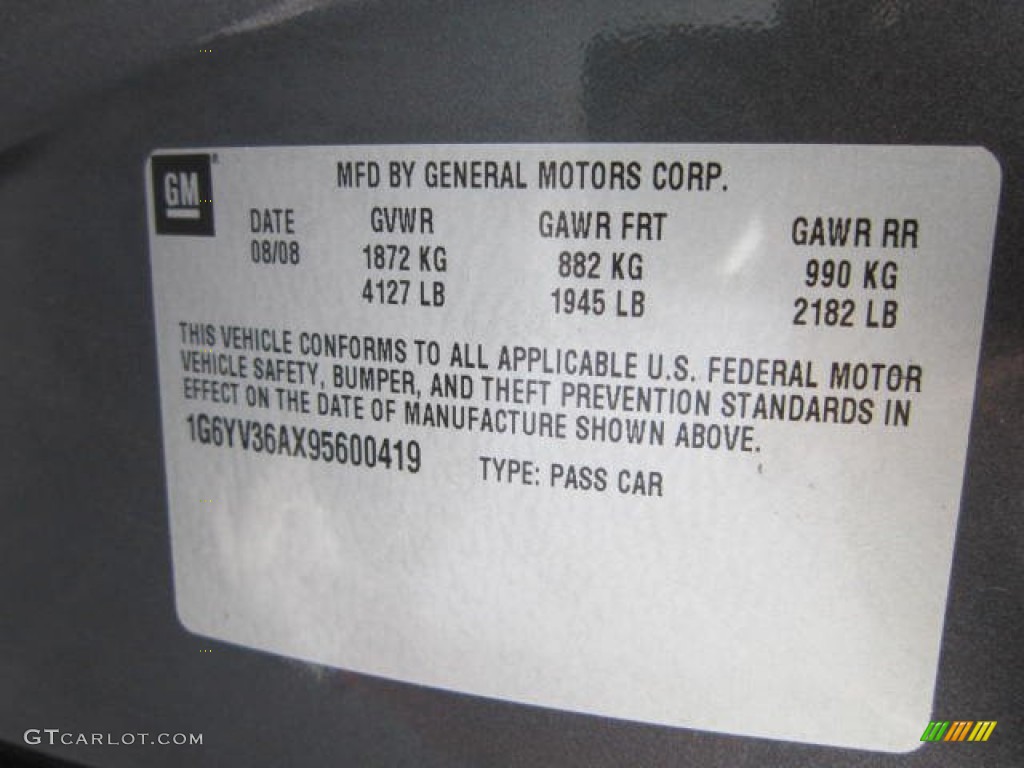 GM
MFD BY GENERAL MOTORS CORP.
DATE GVWR GAWR FRT GAWR RR
08/08 1872 KG 882 KG 990 KG
4127 LB 1945 LB 2182 LB
THIS VEHICLE CONFORMS TO ALL APPLICABLE U.S. FEDERAL MOTOR
VEHICLE SAFETY, BUMPER, AND THEFT PREVENTION STANDARDS IN
EFFECT ON THE DATE OF MANUFACTURE SHOWN ABOVE.
1G6YV36AX95600419 TYPE: PASS CAR
GTCARLOT.COM